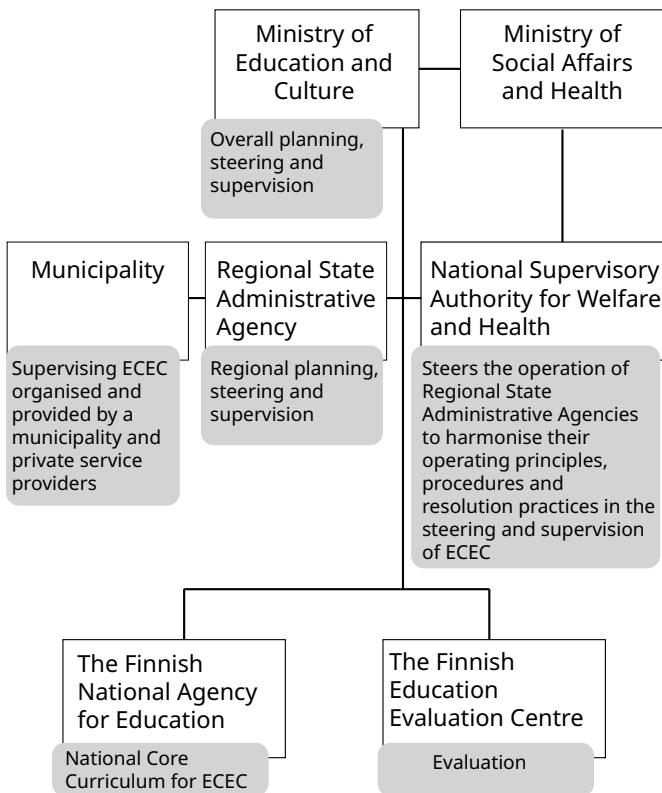 Ministry of
Education and
Culture
Ministry of
Social Affairs
and Health
Overall planning,
steering and
supervision
Municipality
Regional State
Administrative
Agency
National Supervisory
Authority for Welfare
and Health
Supervising ECEC
organised and
provided by a
municipality and
private service
providers
Regional planning,
steering and
supervision
Steers the operation of
Regional State
Administrative Agencies
to harmonise their
operating principles,
procedures and
resolution practices in the
steering and supervision
of ECEC
The Finnish
National Agency
for Education
The Finnish
Education
Evaluation Centre
National Core
Curriculum for ECEC
Evaluation